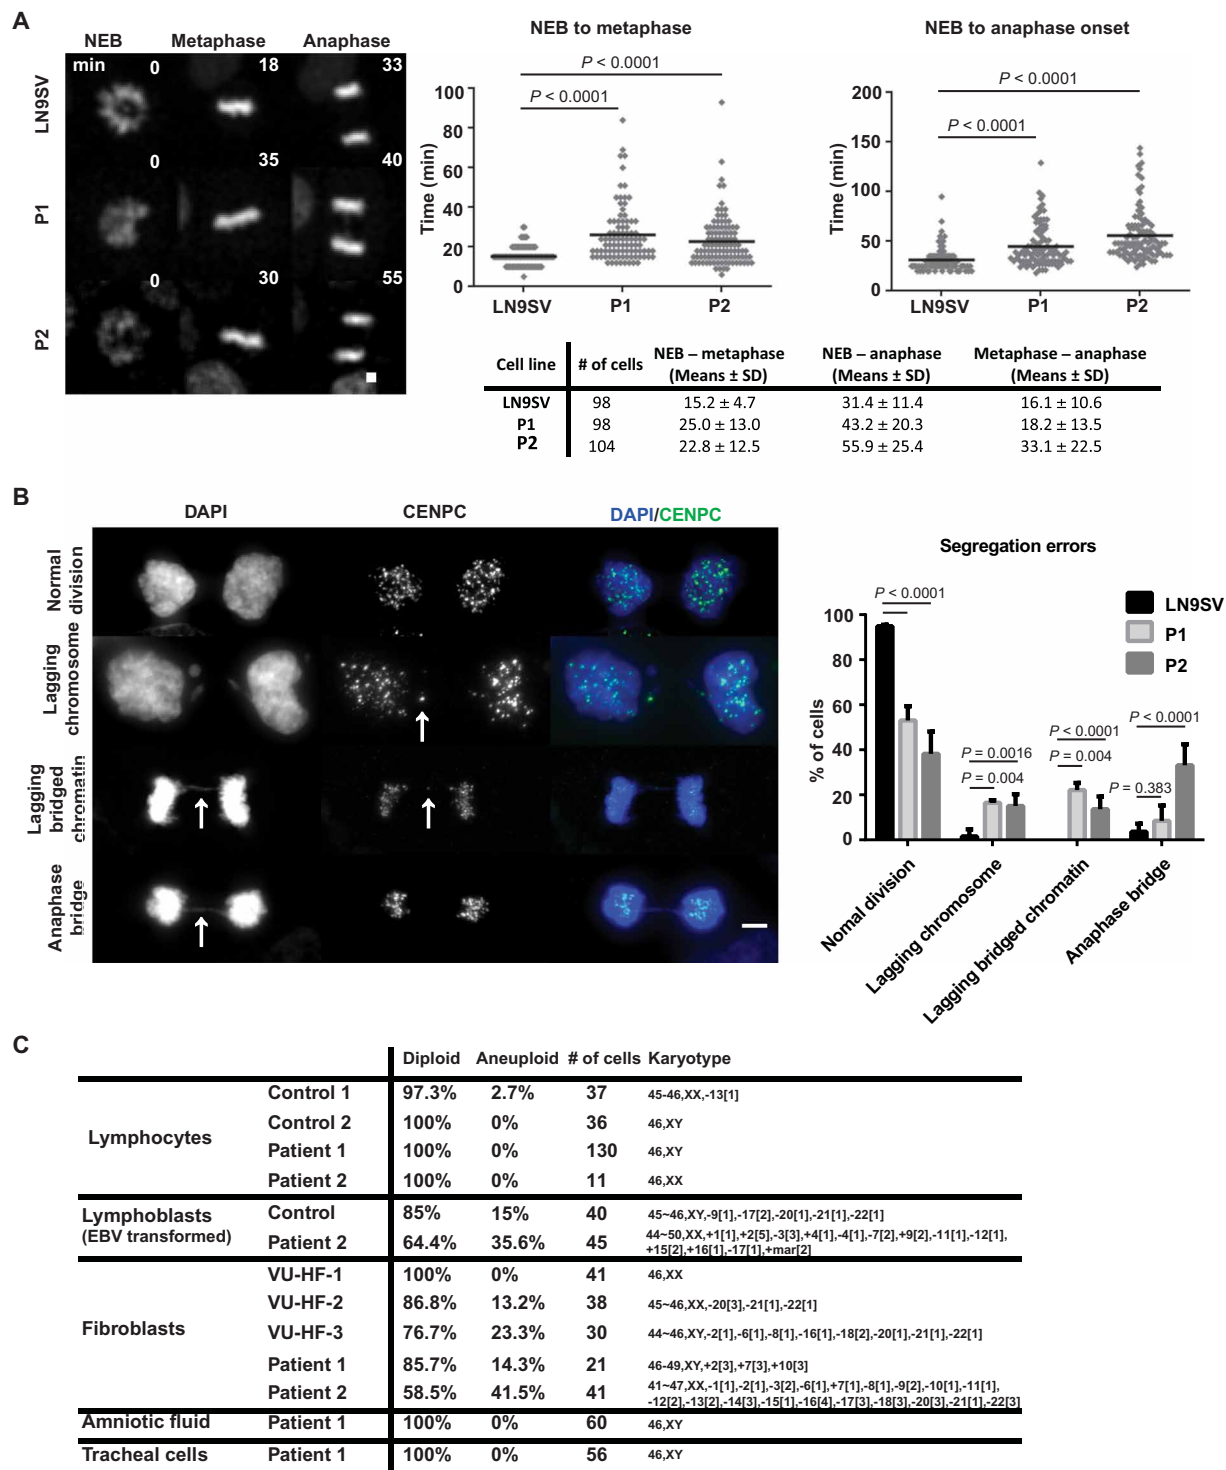 A
NEB Metaphase Anaphase
min 0 18 33
LN9SV
0 35 40
P1
0 30 55
P2
NEB to metaphase
P < 0.0001
P < 0.0001
100
80
60
40
20
0
Time (min)
LN9SV P1 P2
NEB to anaphase onset
P < 0.0001
P < 0.0001
200
150
100
50
0
Time (min)
LN9SV P1 P2
Cell line # of cells NEB – metaphase (Means ± SD) NEB – anaphase (Means ± SD) Metaphase – anaphase (Means ± SD)
LN9SV 98 15.2 ± 4.7 31.4 ± 11.4 16.1 ± 10.6
P1 98 25.0 ± 13.0 43.2 ± 20.3 18.2 ± 13.5
P2 104 22.8 ± 12.5 55.9 ± 25.4 33.1 ± 22.5
B
DAPI CENPC DAPI/CENPC
Normal division
Lagging chromosome
Lagging bridged chromatin
Anaphase bridge
Segregation errors
P < 0.0001
LN9SV
P1
P2
100
80
60
40
20
0
% of cells
P = 0.0016
P = 0.004
P < 0.0001
P = 0.004
P < 0.0001
P = 0.383
Nomal division
Lagging chromosome
Lagging bridged chromatin
Anaphase bridge
C
Diploid Aneuploid # of cells Karyotype
Lymphocytes
Control 1 97.3% 2.7% 37 45-46,XX,-13[1]
Control 2 100% 0% 36 46,XY
Patient 1 100% 0% 130 46,XY
Patient 2 100% 0% 11 46,XX
Lymphoblasts
(EBV transformed)
Control 85% 15% 40 45~46,XY,-9[1],-17[2],-20[1],-21[1],-22[1]
Patient 2 64.4% 35.6% 45 44~50,XX,+1[1],+2[5],-3[3],+4[1],-4[1],-7[2],+9[2],-11[1],-12[1],
+15[2],+16[1],-17[1],+mar[2]
Fibroblasts
VU-HF-1 100% 0% 41 46,XX
VU-HF-2 86.8% 13.2% 38 45~46,XX,-20[3],-21[1],-22[1]
VU-HF-3 76.7% 23.3% 30 44~46,XY,-2[1],-6[1],-8[1],-16[1],-18[2],-20[1],-21[1],-22[1]
Patient 1 85.7% 14.3% 21 46-49,XY,+2[3],+7[3],+10[3]
Patient 2 58.5% 41.5% 41 41~47,XX,-1[1],-2[1],-3[2],-6[1],+7[1],-8[1],-9[2],-10[1],-11[1],
-12[2],-13[2],-14[3],-15[1],-16[4],-17[3],-18[3],-20[3],-21[1],-22[3]
Amniotic fluid Patient 1 100% 0% 60 46,XY
Tracheal cells Patient 1 100% 0% 56 46,XY